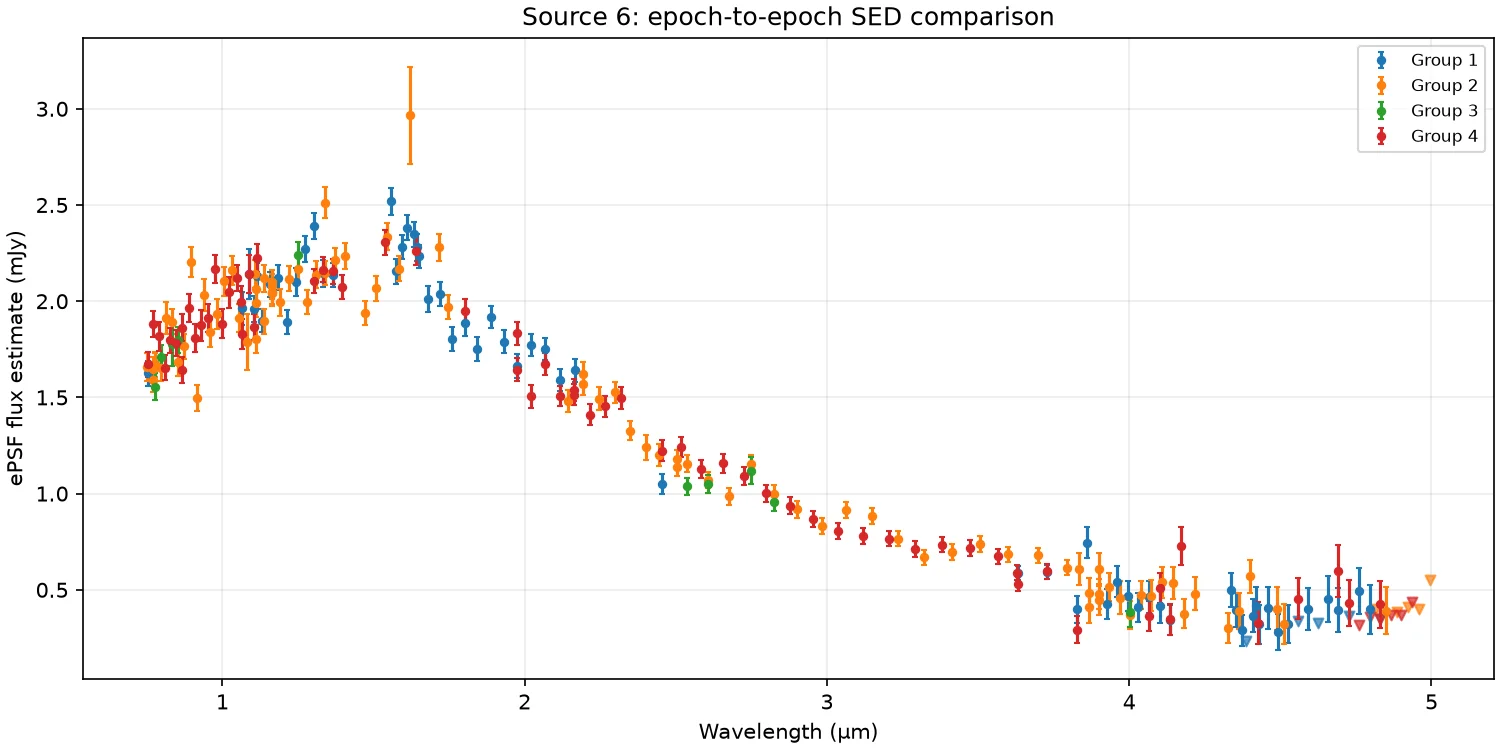 Source 6: epoch-to-epoch SED comparison
ePSF flux estimate (mJy)
3.0
2.5
2.0
1.5
1.0
0.5
Group 1
Group 2
Group 3
Group 4
1 2 3 4 5
Wavelength (μm)